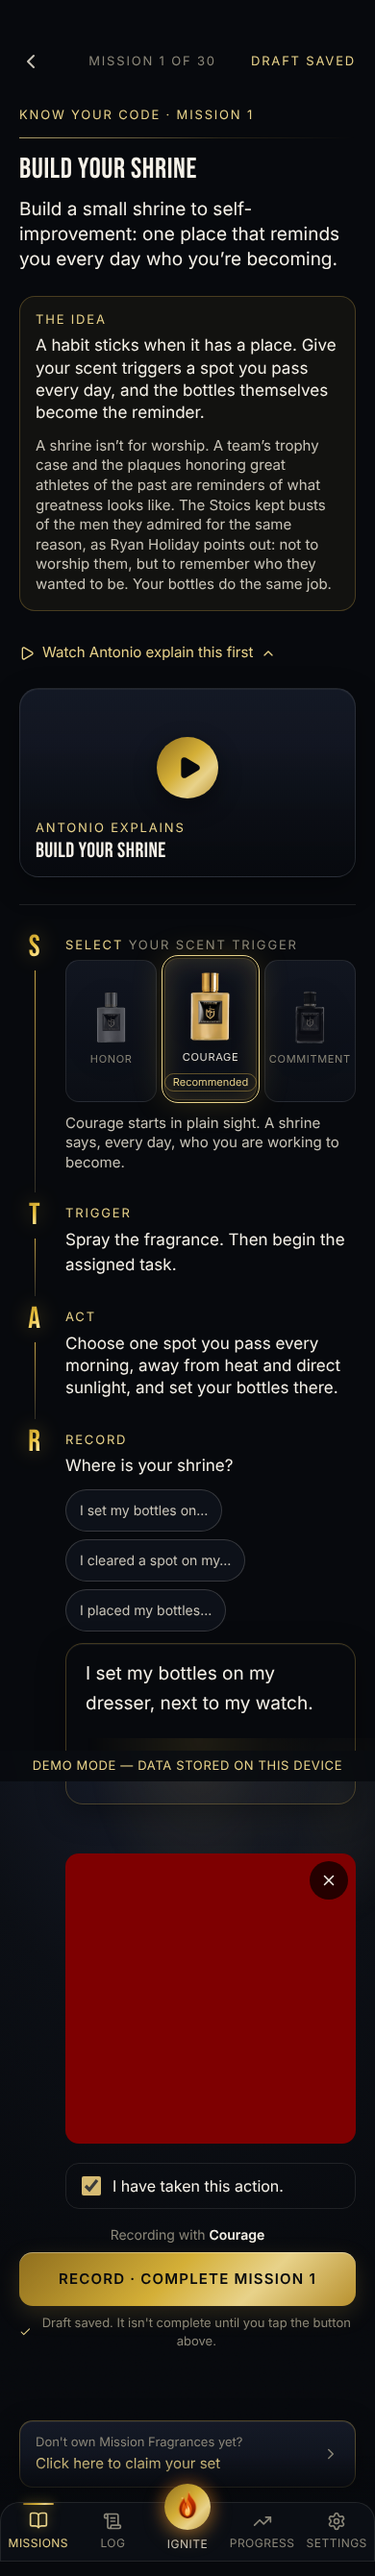 MISSION 1 OF 30
DRAFT SAVED
KNOW YOUR CODE · MISSION 1
BUILD YOUR SHRINE
Build a small shrine to self-
improvement: one place that reminds
you every day who you’re becoming.
THE IDEA
A habit sticks when it has a place. Give
your scent triggers a spot you pass
every day, and the bottles themselves
become the reminder.
A shrine isn’t for worship. A team’s trophy
case and the plaques honoring great
athletes of the past are reminders of what
greatness looks like. The Stoics kept busts
of the men they admired for the same
reason, as Ryan Holiday points out: not to
worship them, but to remember who they
wanted to be. Your bottles do the same job.
Watch Antonio explain this first
ANTONIO EXPLAINS
BUILD YOUR SHRINE
S
SELECT YOUR SCENT TRIGGER
HONOR
COURAGE
Recommended
COMMITMENT
Courage starts in plain sight. A shrine
says, every day, who you are working to
become.
T
TRIGGER
Spray the fragrance. Then begin the
assigned task.
A
ACT
Choose one spot you pass every
morning, away from heat and direct
sunlight, and set your bottles there.
R
RECORD
Where is your shrine?
I set my bottles on...
I cleared a spot on my...
I placed my bottles...
I set my bottles on my
dresser, next to my watch.
DEMO MODE — DATA STORED ON THIS DEVICE
I have taken this action.
Recording with Courage
RECORD · COMPLETE MISSION 1
Draft saved. It isn't complete until you tap the button
above.
Don't own Mission Fragrances yet?
Click here to claim your set
MISSIONS
LOG
IGNITE
PROGRESS
SETTINGS